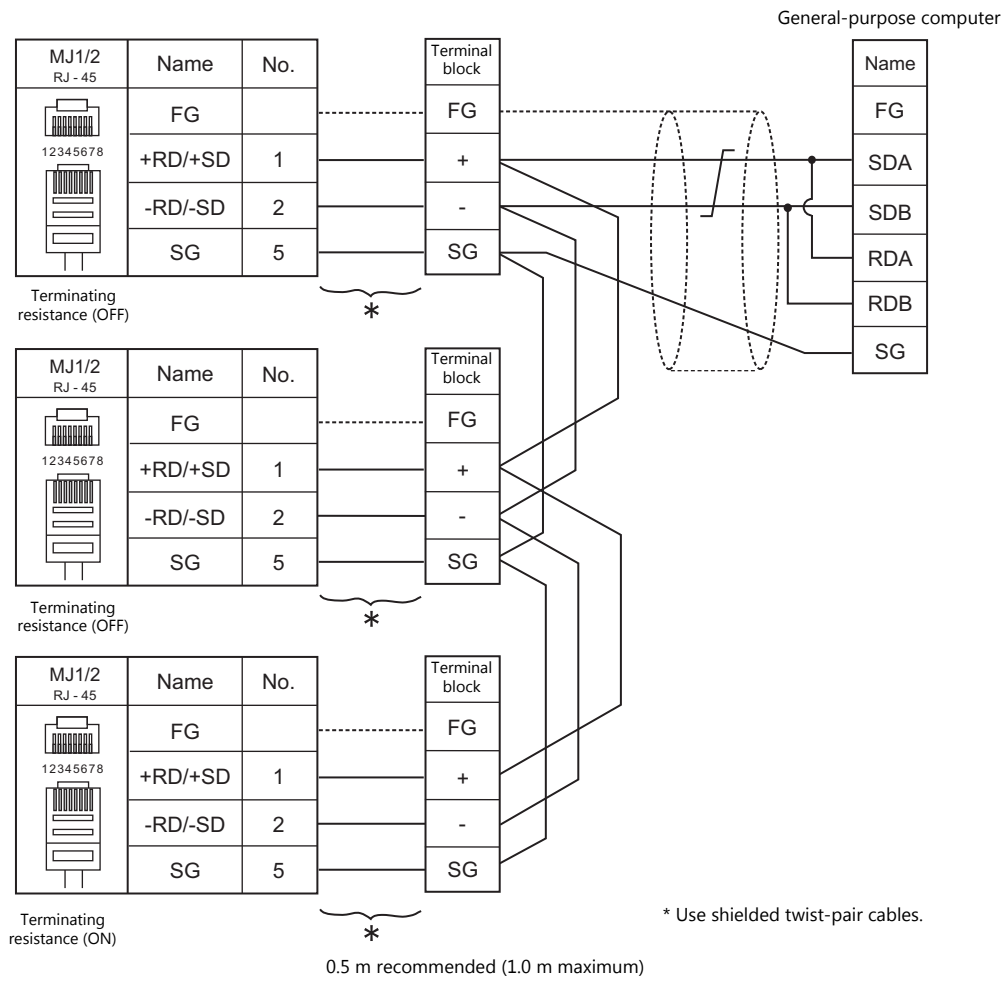 General-purpose computer
MJ1/2
RJ - 45
Name
No.
Terminal
block
Name
FG
FG
FG
12345678
+RD/+SD
1
+
SDA
-RD/-SD
2
-
SDB
SG
5
SG
RDA
RDB
SG
Terminating
resistance (OFF)
*
MJ1/2
RJ - 45
Name
No.
Terminal
block
FG
FG
12345678
+RD/+SD
1
+
-RD/-SD
2
-
SG
5
SG
Terminating
resistance (OFF)
*
MJ1/2
RJ - 45
Name
No.
Terminal
block
FG
FG
12345678
+RD/+SD
1
+
-RD/-SD
2
-
SG
5
SG
Terminating
resistance (ON)
*
* Use shielded twist-pair cables.
0.5 m recommended (1.0 m maximum)